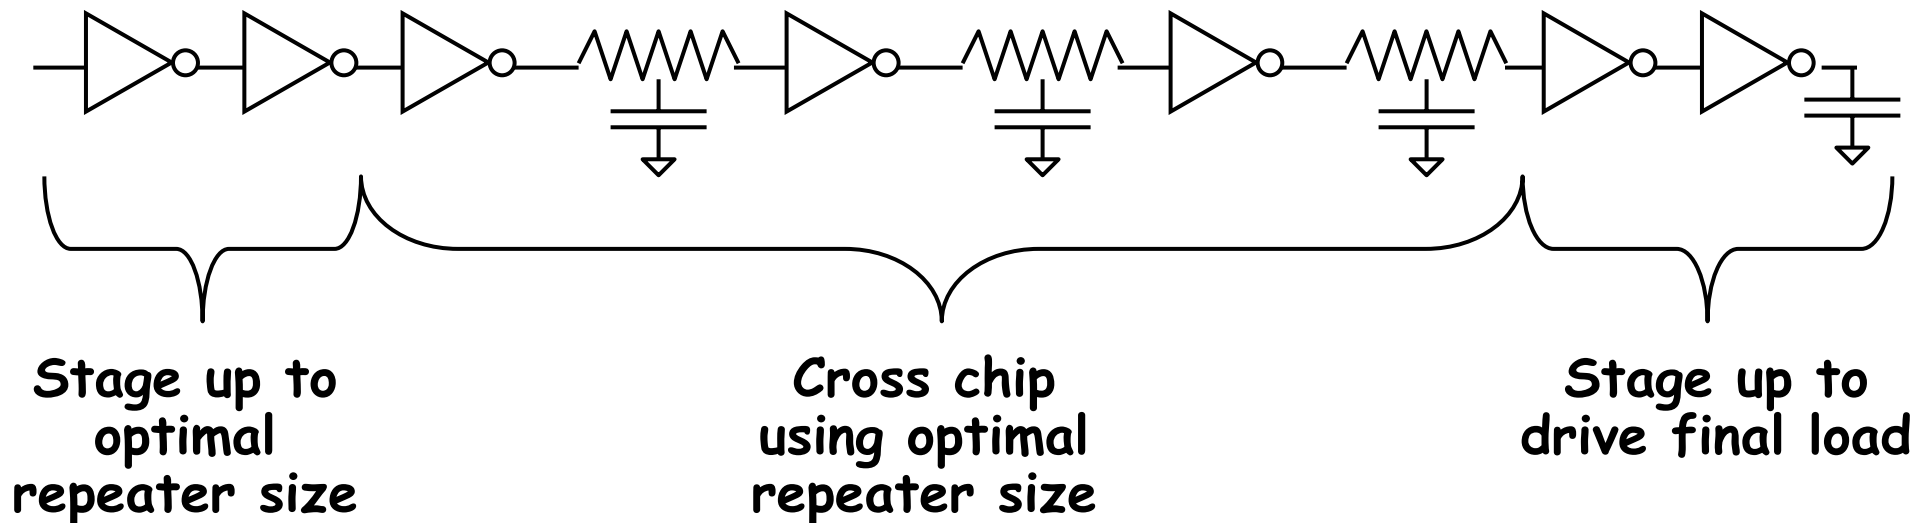 Stage up to
optimal
repeater size
Cross chip
using optimal
repeater size
Stage up to
drive final load